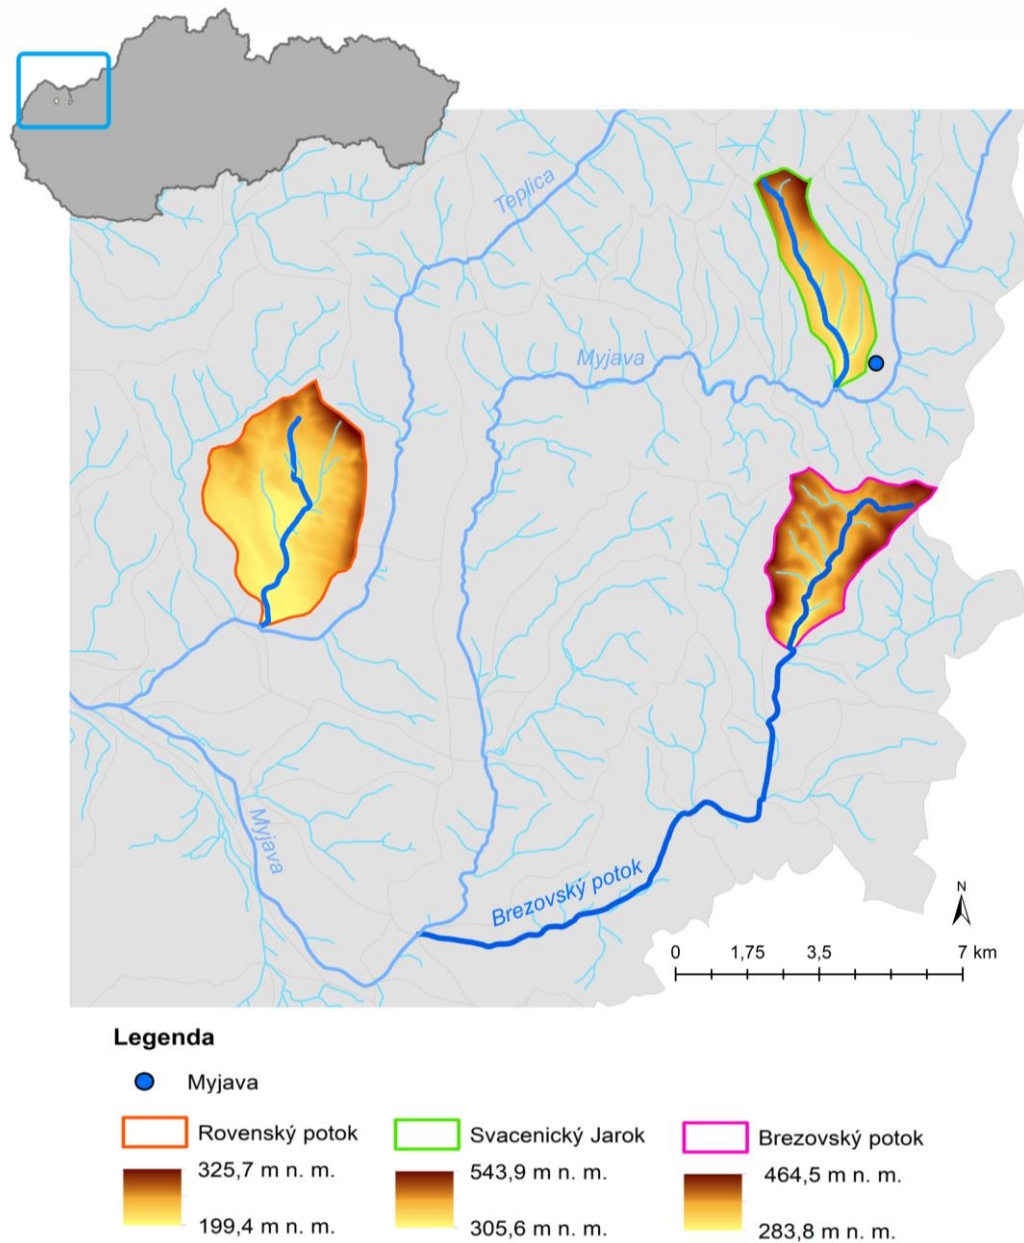 Teplica
Myjava
Myjava
Brezovský potok
N
0 1,75 3,5 7 km
Legenda
Myjava
Rovenský potok Svacenický Jarok Brezovský potok
325,7 m n. m. 543,9 m n. m. 464,5 m n. m.
199,4 m n. m. 305,6 m n. m. 283,8 m n. m.